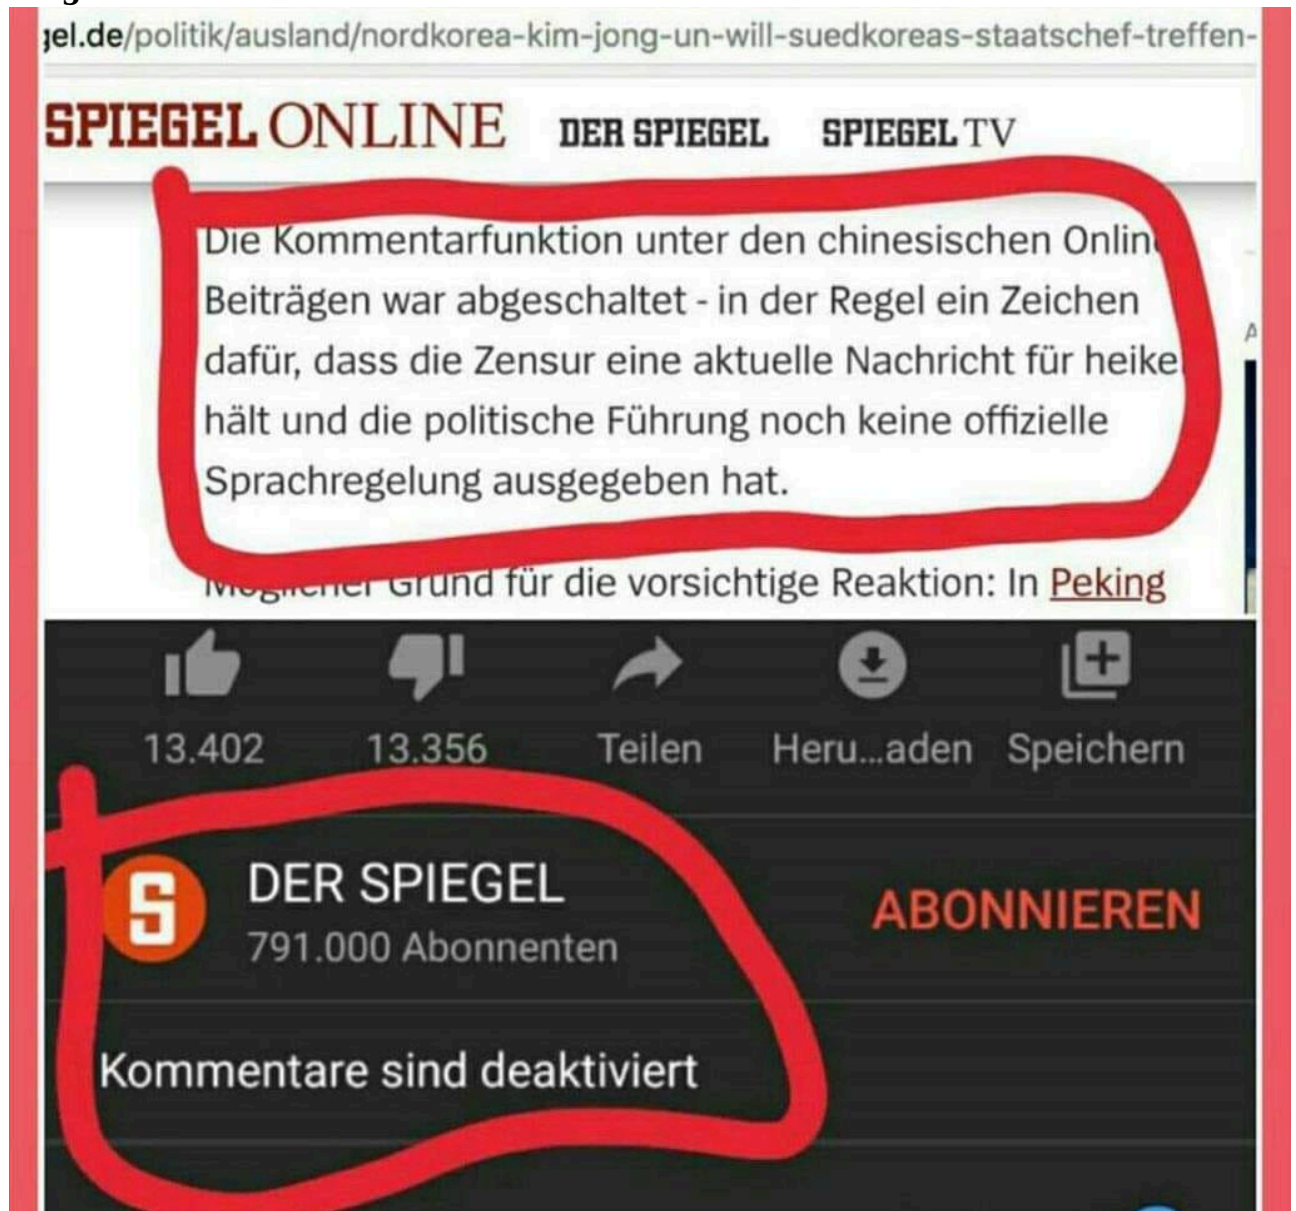 gel.de/politik/ausland/nordkorea-kim-jong-un-will-suedkoreas-staatschef-treffen-
SPIEGEL ONLINE DER SPIEGEL SPIEGEL TV
Die Kommentarfunktion unter den chinesischen Onlin
Beiträgen war abgeschaltet - in der Regel ein Zeichen
dafür, dass die Zensur eine aktuelle Nachricht für heike
hält und die politische Führung noch keine offizielle
Sprachregelung ausgegeben hat.
Möglicher Grund für die vorsichtige Reaktion: In Peking
13.402 13.356 Teilen Heru...aden Speichern
S DER SPIEGEL ABONNIEREN
791.000 Abonnenten
Kommentare sind deaktiviert